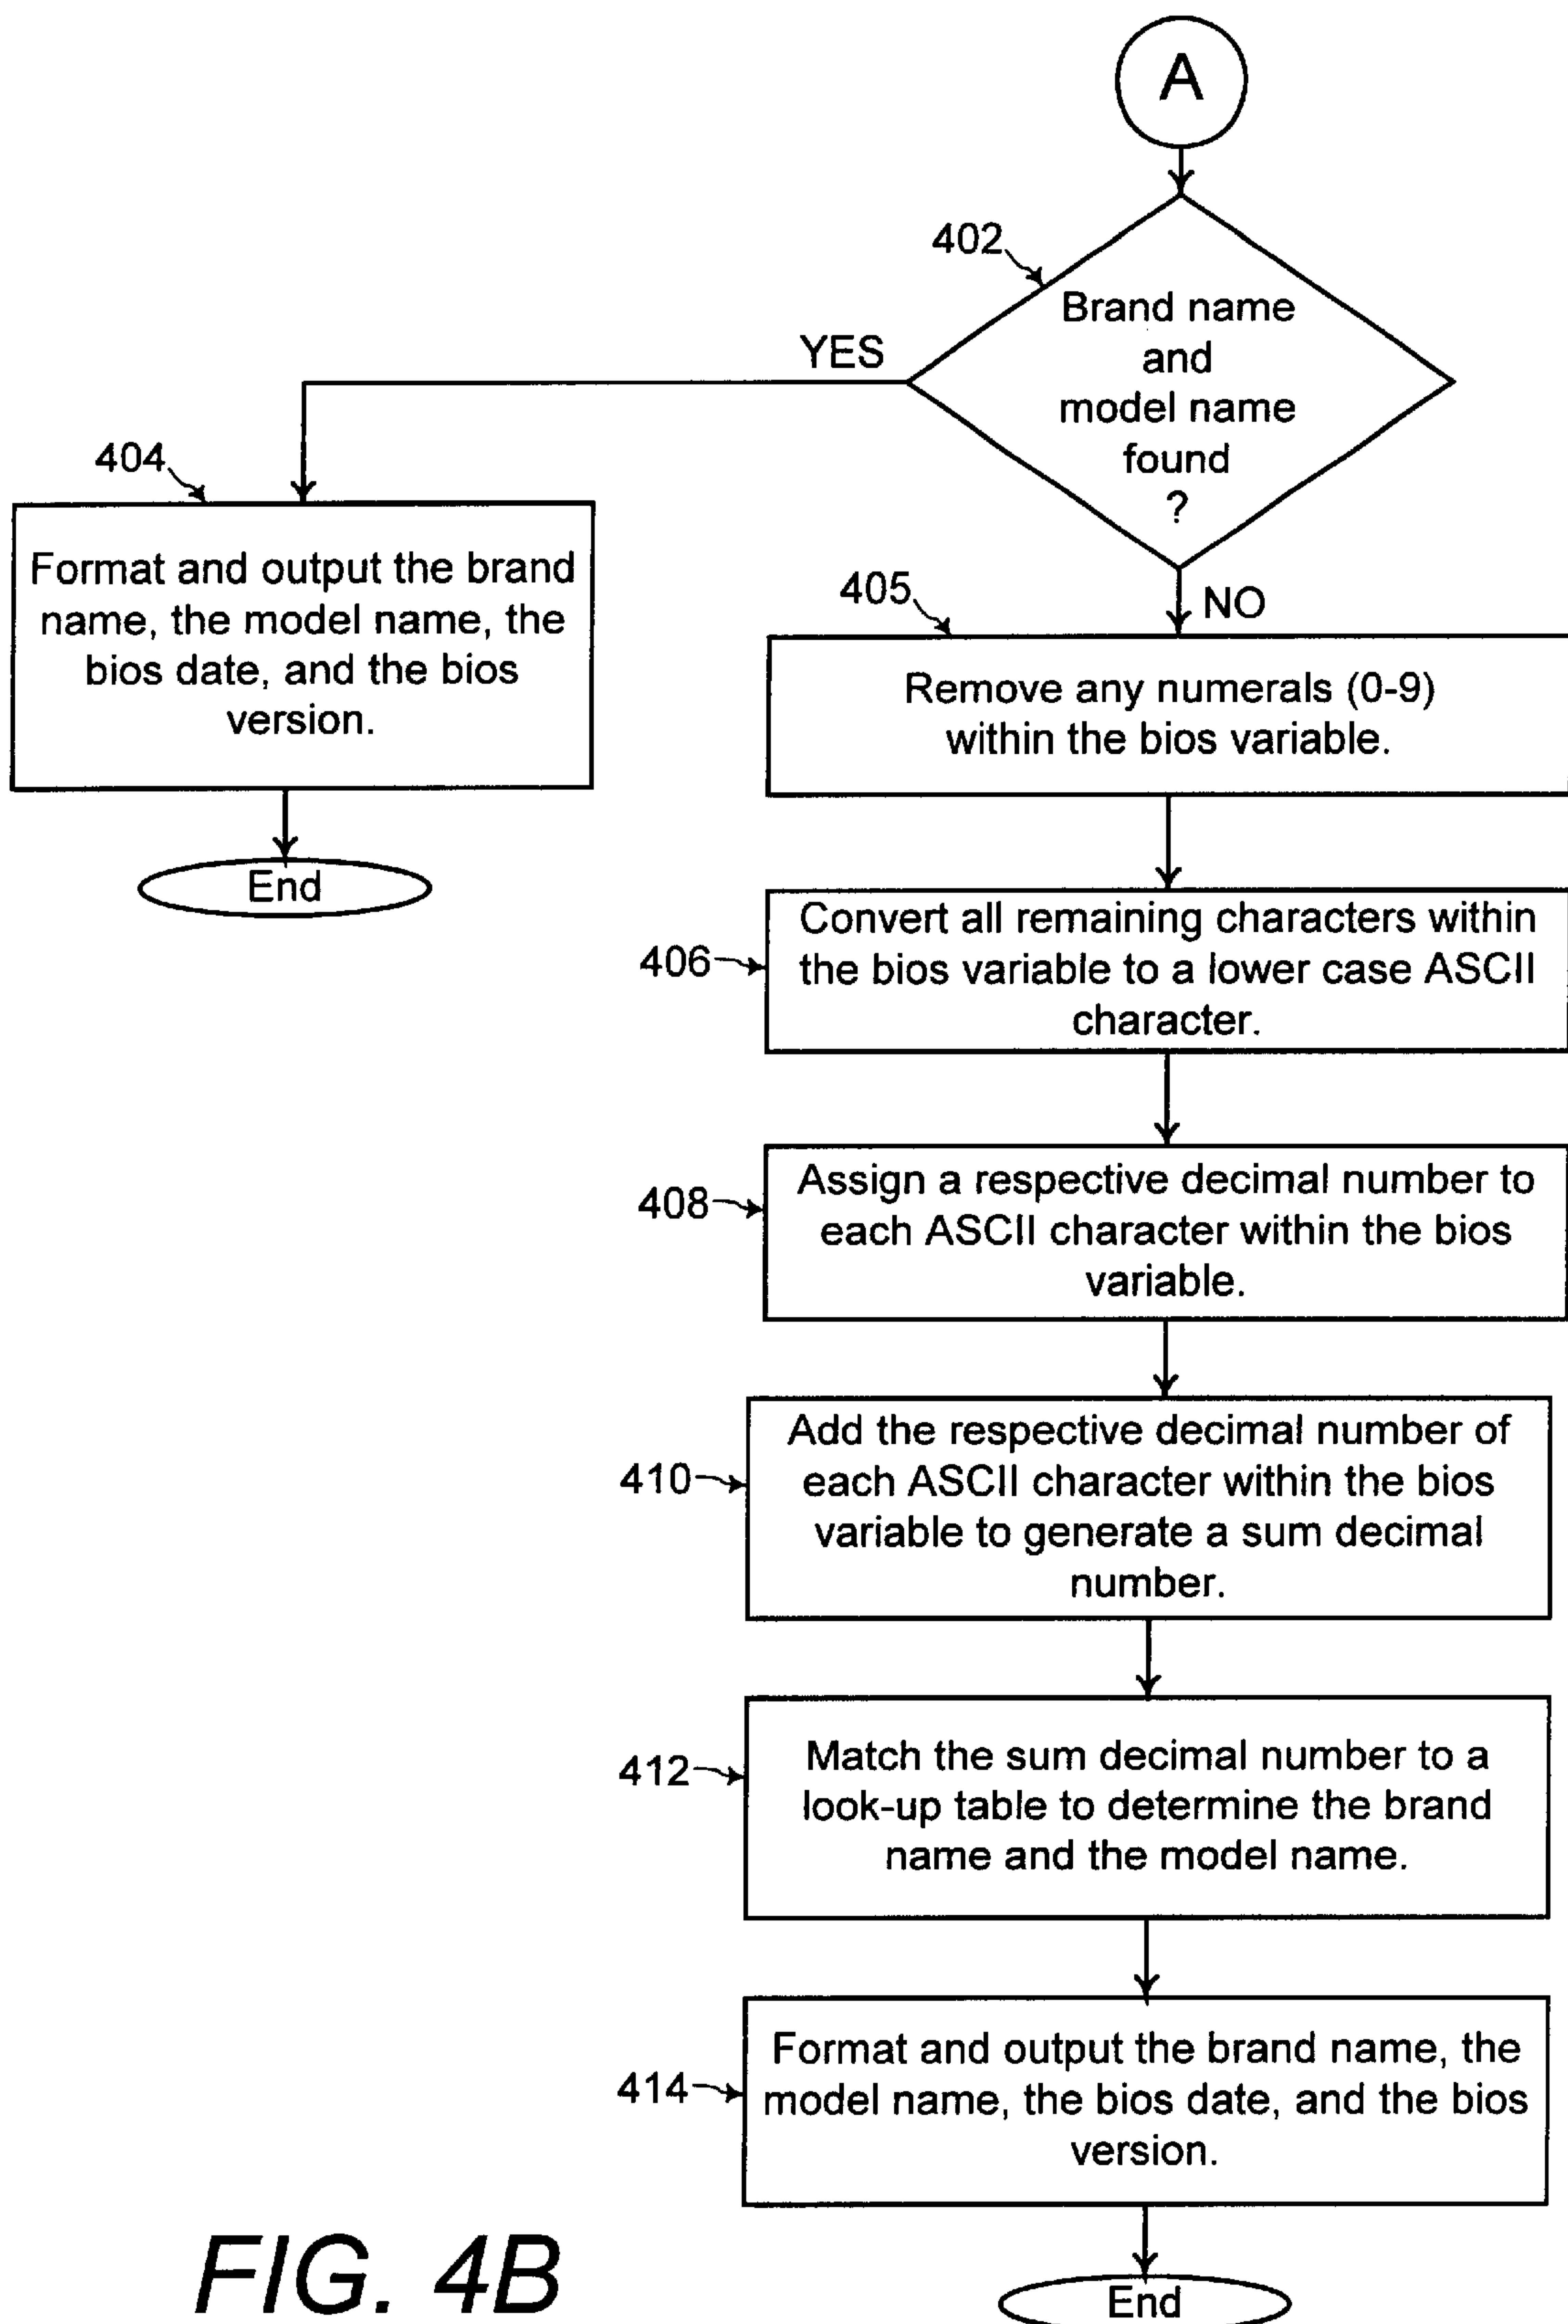 A
402
Brand name
and
model name
found
?
YES
404
Format and output the brand
name, the model name, the
bios date, and the bios
version.
End
405
NO
Remove any numerals (0-9)
within the bios variable.
406
Convert all remaining characters within
the bios variable to a lower case ASCII
character.
408
Assign a respective decimal number to
each ASCII character within the bios
variable.
410
Add the respective decimal number of
each ASCII character within the bios
variable to generate a sum decimal
number.
412
Match the sum decimal number to a
look-up table to determine the brand
name and the model name.
414
Format and output the brand name, the
model name, the bios date, and the bios
version.
End
FIG. 4B